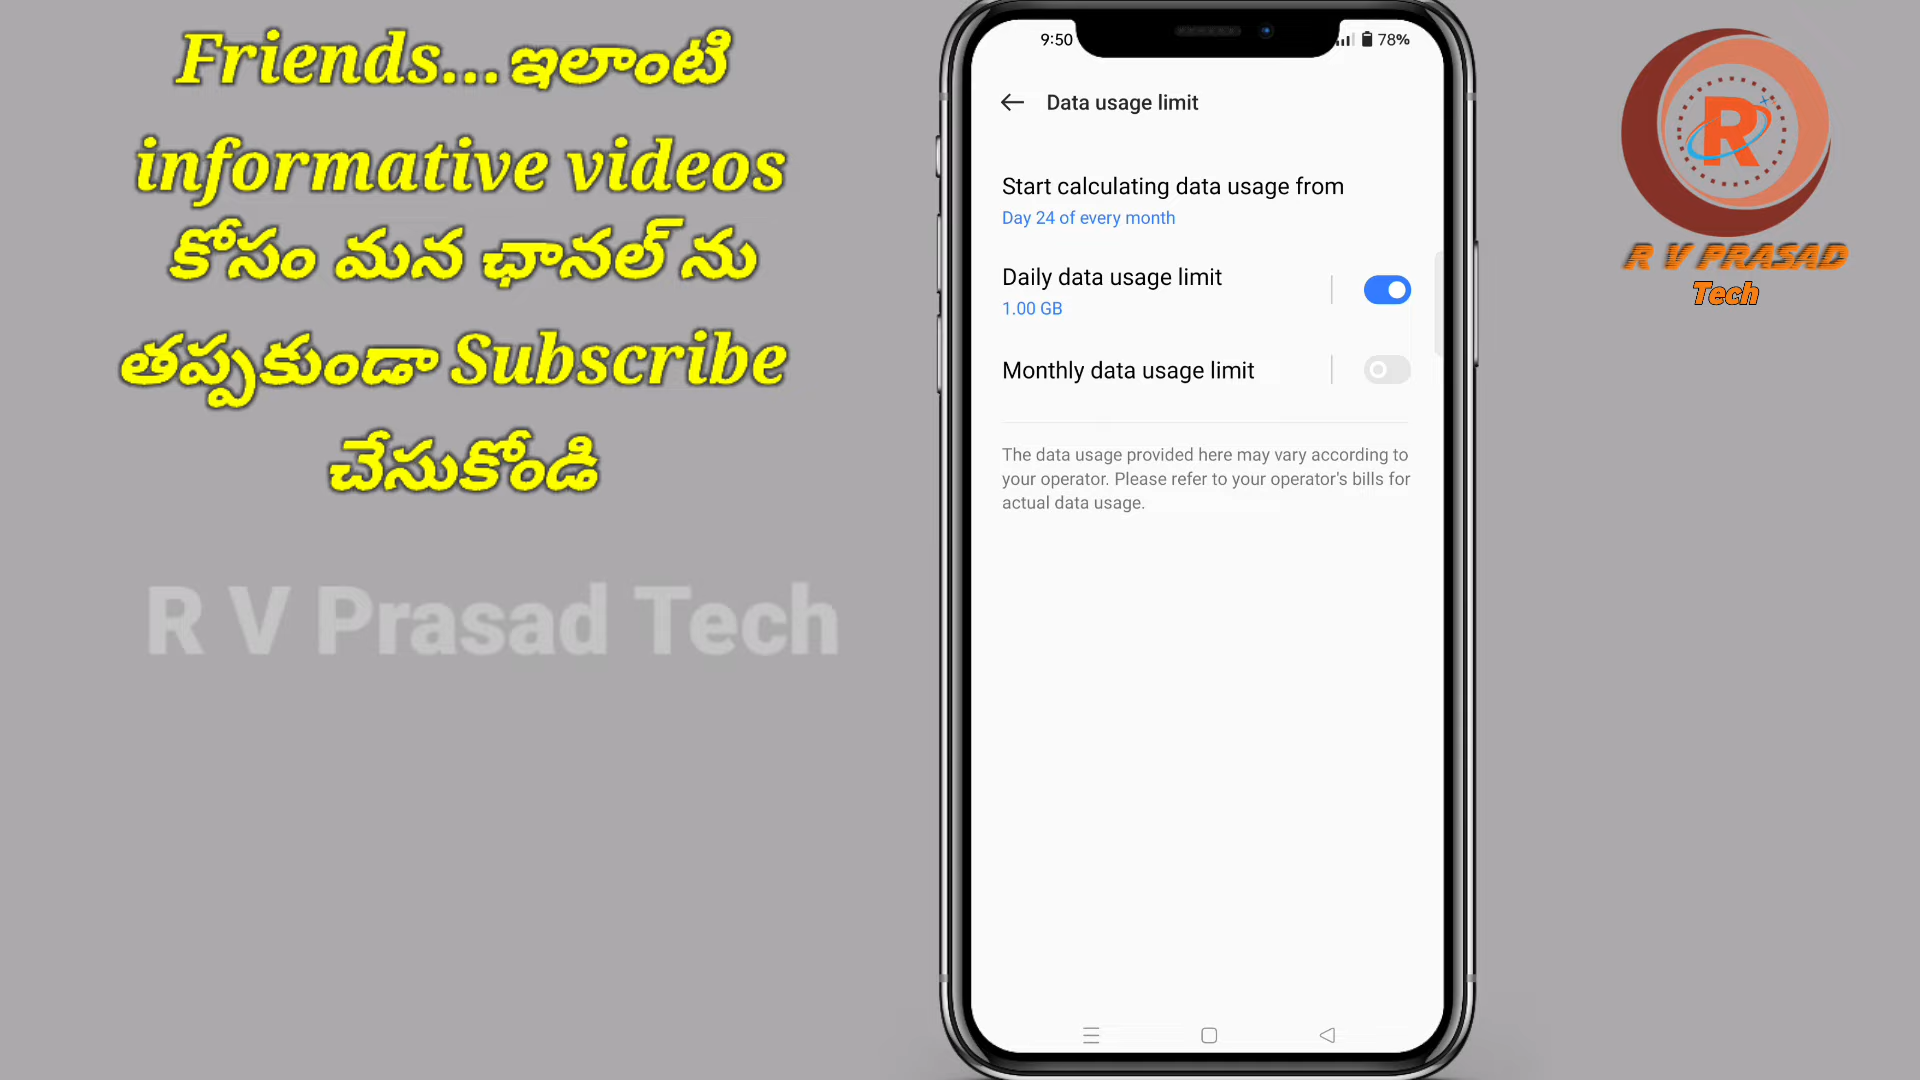 Friends...ఇలాంటి
informative videos
కోసం మన ఛానల్ ను
తప్పకుండా Subscribe
చేసుకోండి
R V Prasad Tech
9:50
78%
Data usage limit
Start calculating data usage from
Day 24 of every month
Daily data usage limit
1.00 GB
Monthly data usage limit
The data usage provided here may vary according to
your operator. Please refer to your operator's bills for
actual data usage.
R
R V PRASAD
Tech